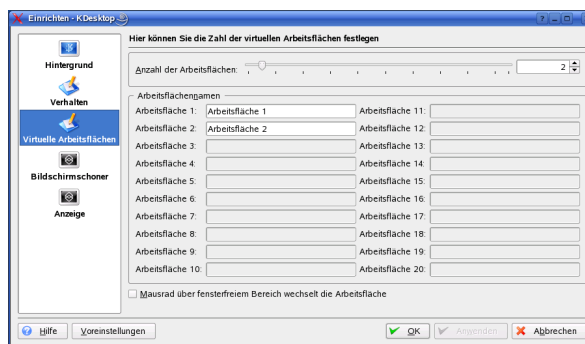 Einrichten - KDesktop
Hintergrund
Verhalten
Virtuelle Arbeitsflächen
Bildschirmschoner
Anzeige
Hier können Sie die Zahl der virtuellen Arbeitsflächen festlegen
Anzahl der Arbeitsflächen: 2
Arbeitsflächennamen
Arbeitsfläche 1: Arbeitsfläche 1 Arbeitsfläche 11:
Arbeitsfläche 2: Arbeitsfläche 2 Arbeitsfläche 12:
Arbeitsfläche 3: Arbeitsfläche 13:
Arbeitsfläche 4: Arbeitsfläche 14:
Arbeitsfläche 5: Arbeitsfläche 15:
Arbeitsfläche 6: Arbeitsfläche 16:
Arbeitsfläche 7: Arbeitsfläche 17:
Arbeitsfläche 8: Arbeitsfläche 18:
Arbeitsfläche 9: Arbeitsfläche 19:
Arbeitsfläche 10: Arbeitsfläche 20:
Mausrad über fensterfreiem Bereich wechselt die Arbeitsfläche
Hilfe Voreinstellungen OK Anwenden Abbrechen